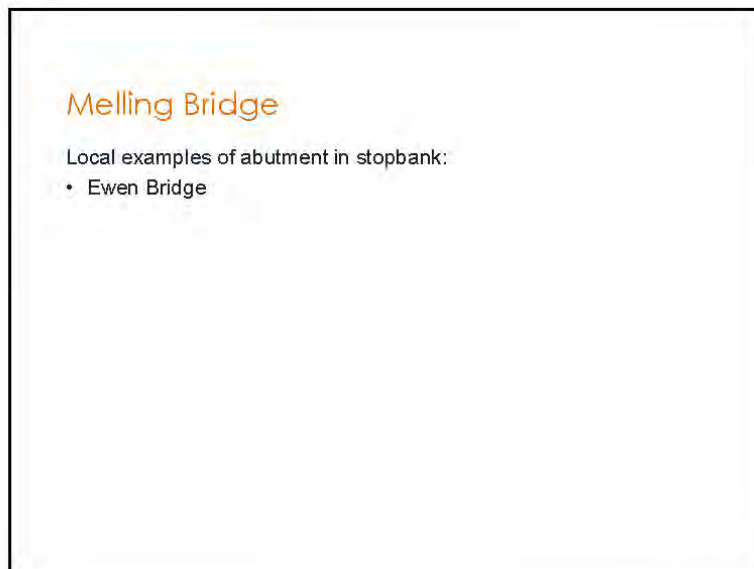 Melling Bridge
Local examples of abutment in stopbank:
• Ewen Bridge